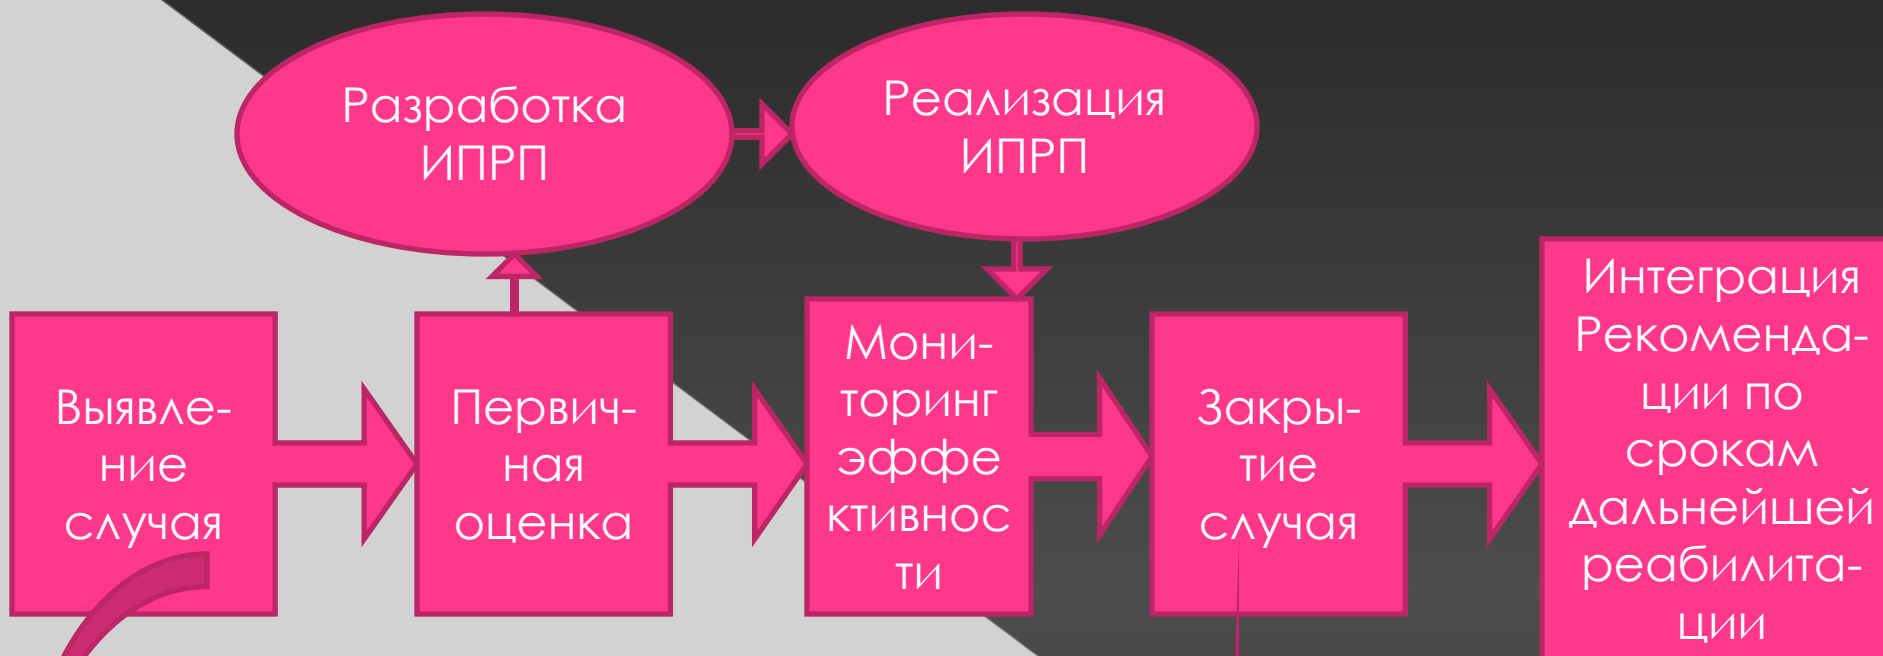 Разработка
ИПРП
Реализация
ИПРП
Выявле-
ние
случая
Первич-
ная
оценка
Мони-
торинг
эффе
ктивнос
ти
Закры-
тие
случая
Интеграция
Рекоменда-
ции по
срокам
дальнейшей
реабилита-
ции